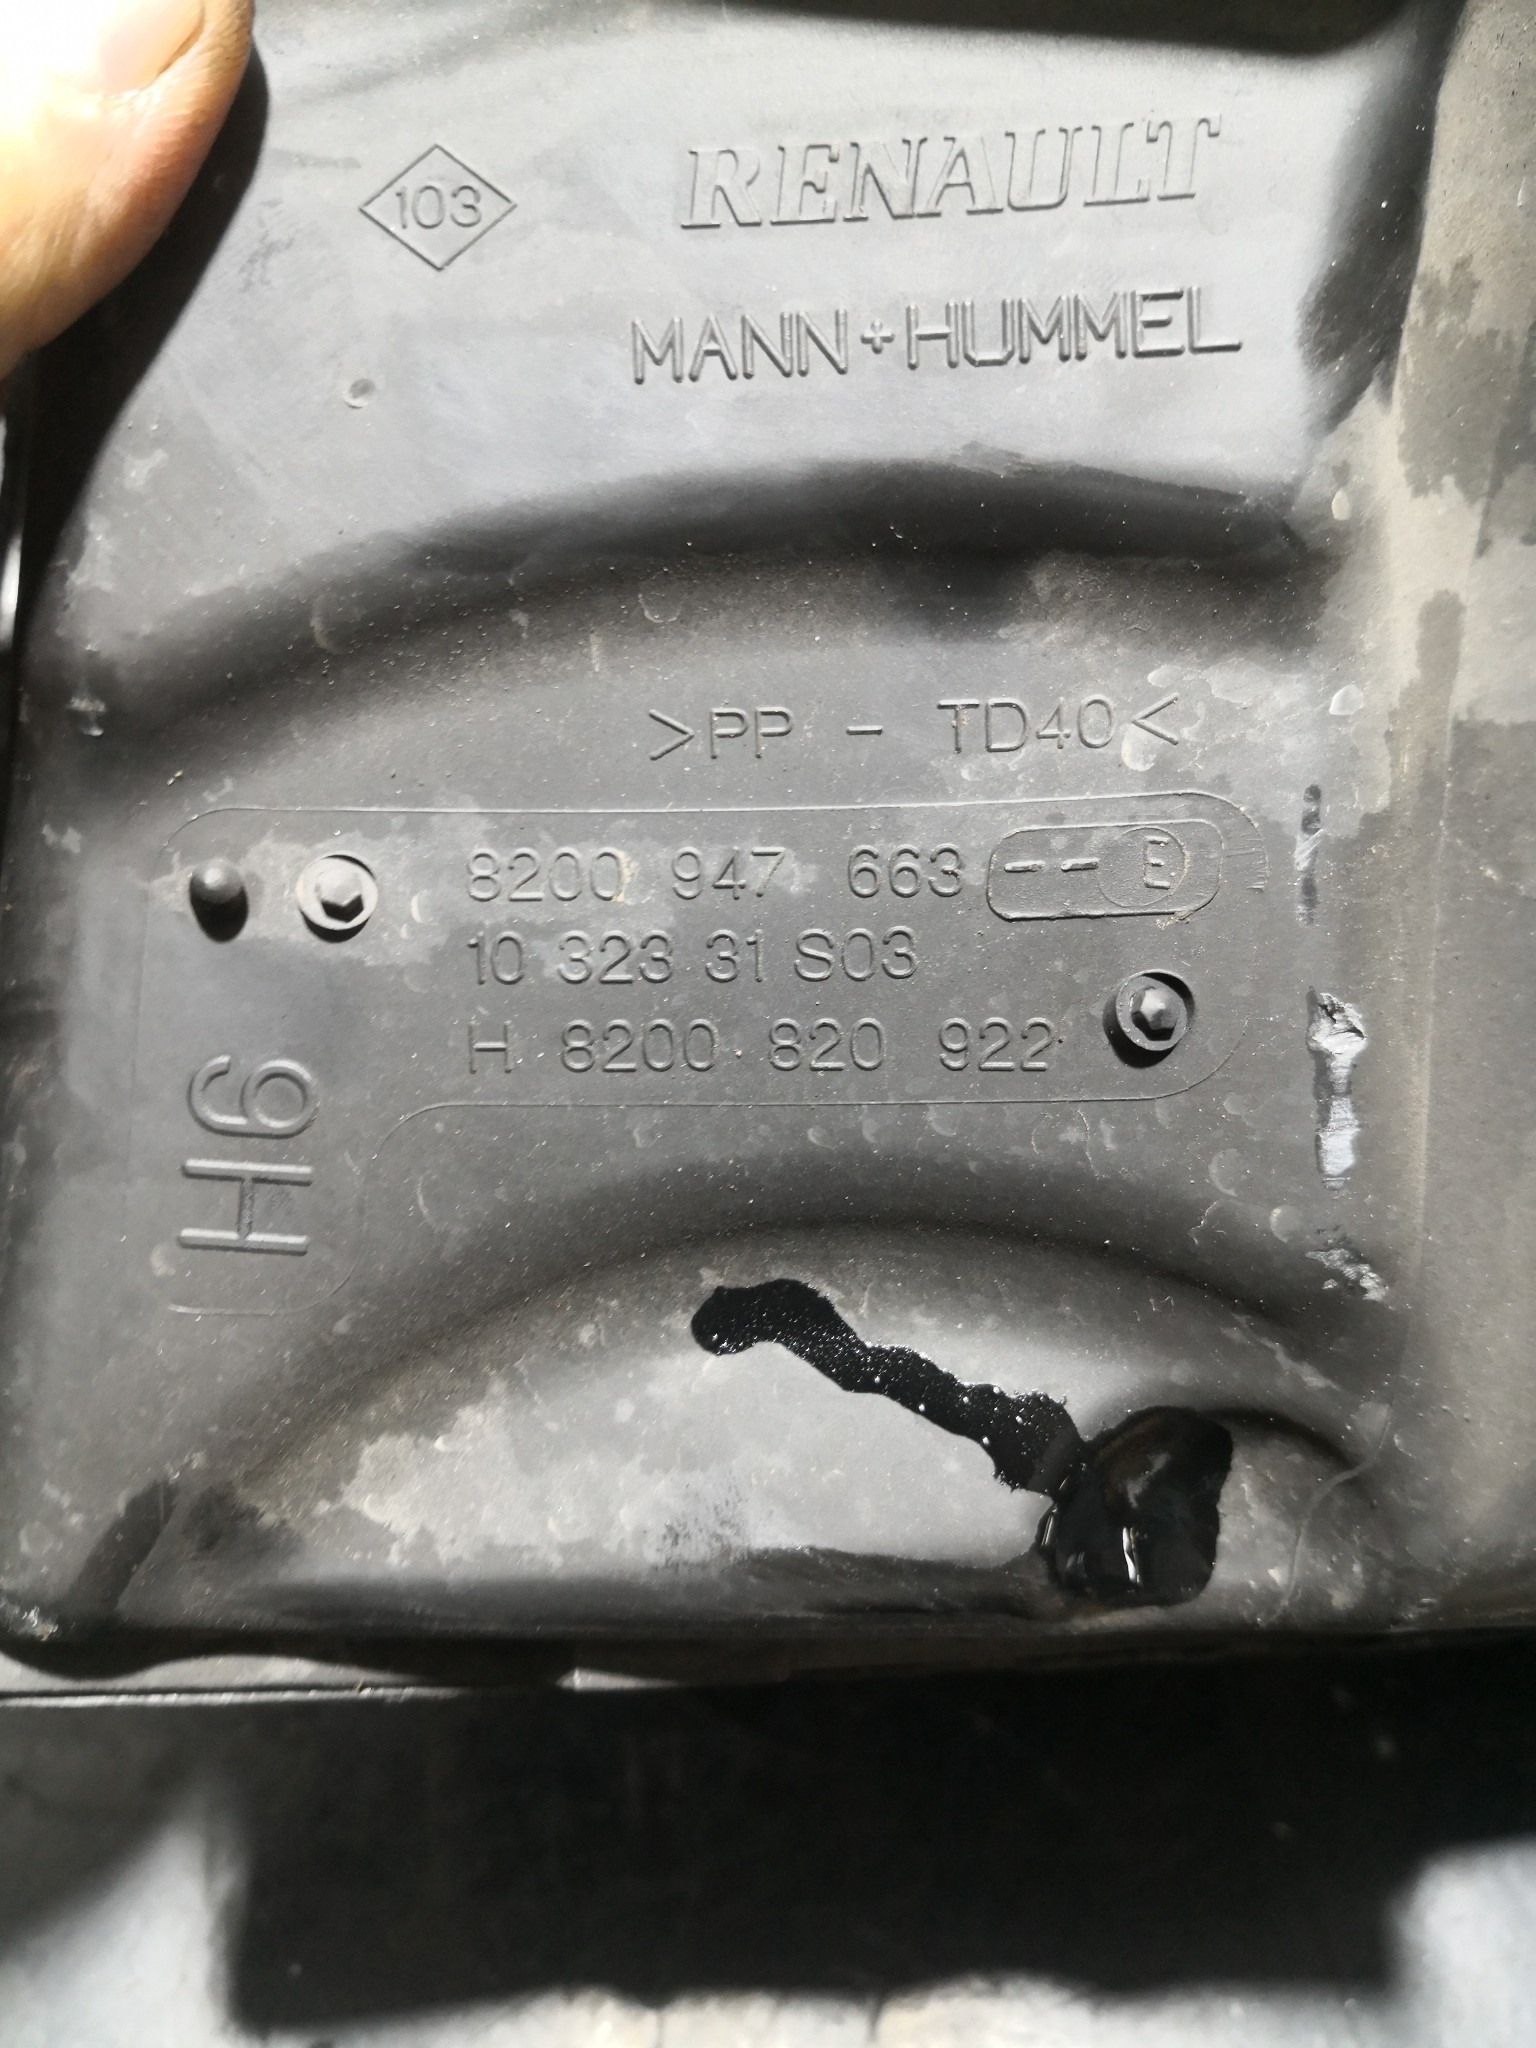 103
RENAULT
MANN+HUMMEL
>PP - TD40<
8200 947 663 -- E
10 323 31 S03
H 8200 820 922
H6